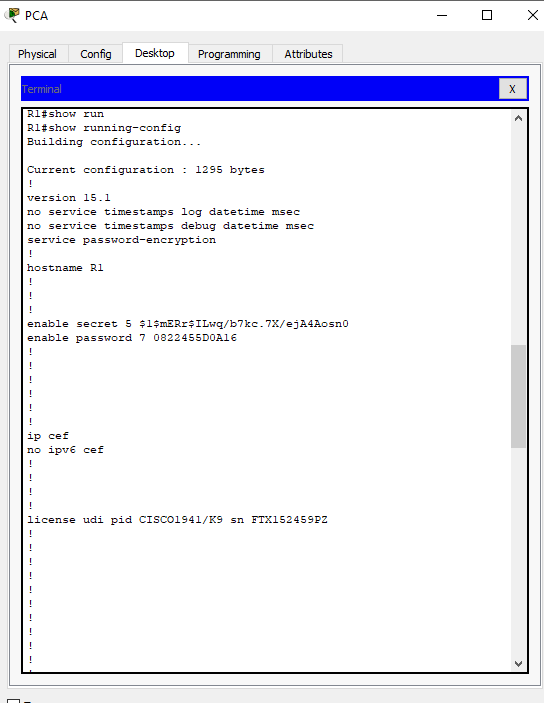 PCA
Physical Config Desktop Programming Attributes
Terminal X
R1#show run
R1#show running-config
Building configuration...
Current configuration : 1295 bytes
!
version 15.1
no service timestamps log datetime msec
no service timestamps debug datetime msec
service password-encryption
!
hostname R1
!
!
!
enable secret 5 $1$mERr$ILwq/b7kc.7X/ejA4Aosn0
enable password 7 0822455D0A16
!
!
!
!
!
!
ip cef
no ipv6 cef
!
!
!
!
license udi pid CISCO1941/K9 sn FTX152459PZ
!
!
!
!
!
!
!
!
!
!